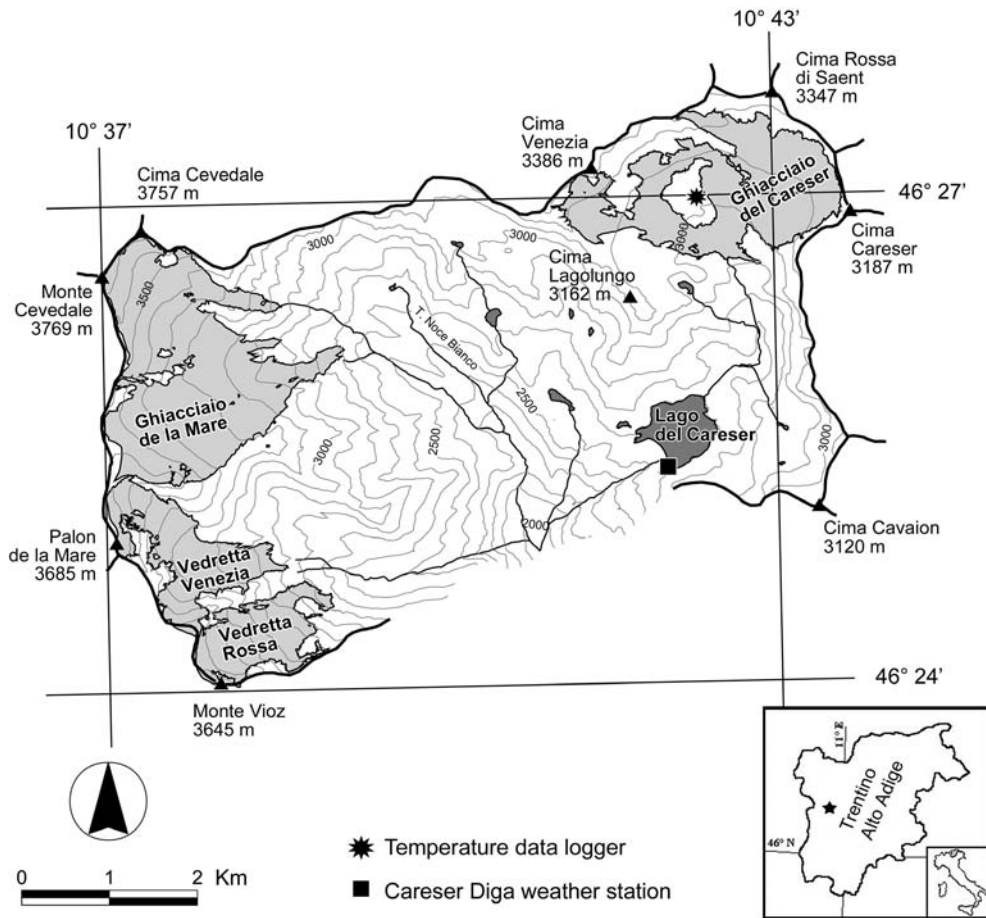 10° 43’
Cima Rossa
di Saent
3347 m
10° 37’
Cima
Venezia
3386 m
Cima Cevedale
3757 m
Ghiacciaio
del Careser
46° 27’
3000
3000
3000
Cima
Careser
3187 m
Cima
Lagolungo
3162 m
Monte
Cevedale
3769 m
3500
T. Noce Bianco
2500
Ghiacciaio
de la Mare
Lago
del Careser
3000
2500
3000
2000
Cima Cavaion
3120 m
Palon
de la Mare
3685 m
Vedretta
Venezia
Vedretta
Rossa
46° 24’
Monte Vioz
3645 m
11° E
Trentino
Alto Adige
46° N
Temperature data logger
Careser Diga weather station
0 1 2 Km